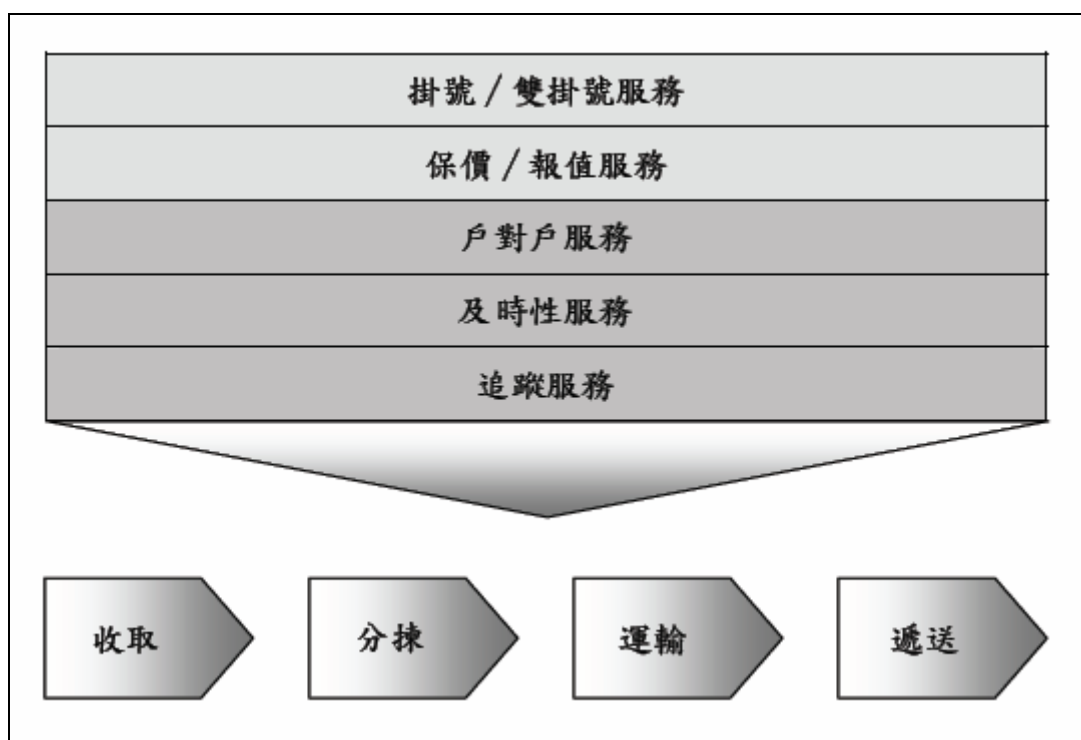 掛號/雙掛號服務
保價/報值服務
戶對戶服務
及時性服務
追蹤服務
收取
分揀
運輸
遞送